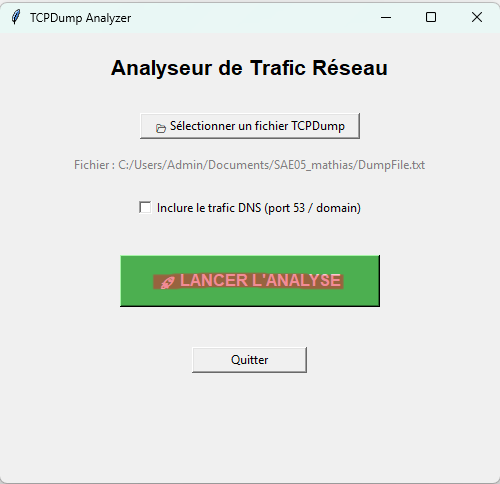 TCPDump Analyzer
Analyseur de Trafic Réseau
Sélectionner un fichier TCPDump
Fichier : C:/Users/Admin/Documents/SAE05_mathias/DumpFile.txt
Inclure le trafic DNS (port 53 / domain)
LANCER L'ANALYSE
Quitter